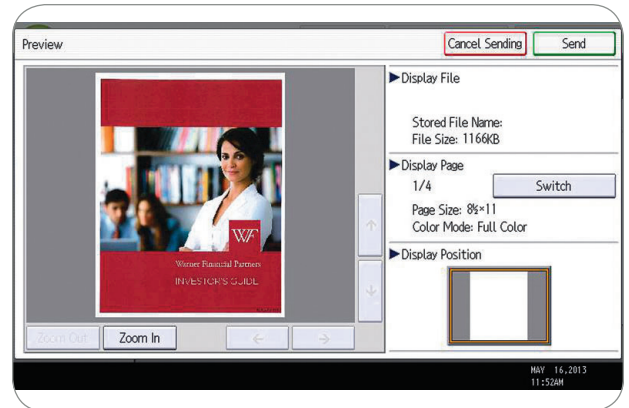 Preview
Cancel Sending
Send
Display File
Stored File Name:
File Size: 1166KB
Display Page
1/4
Switch
Page Size: 8½×11
Color Mode: Full Color
Display Position
WF
Warner Financial Partners
INVESTOR'S GUIDE
Zoom Out
Zoom In
MAY 16,2013
11:52AM